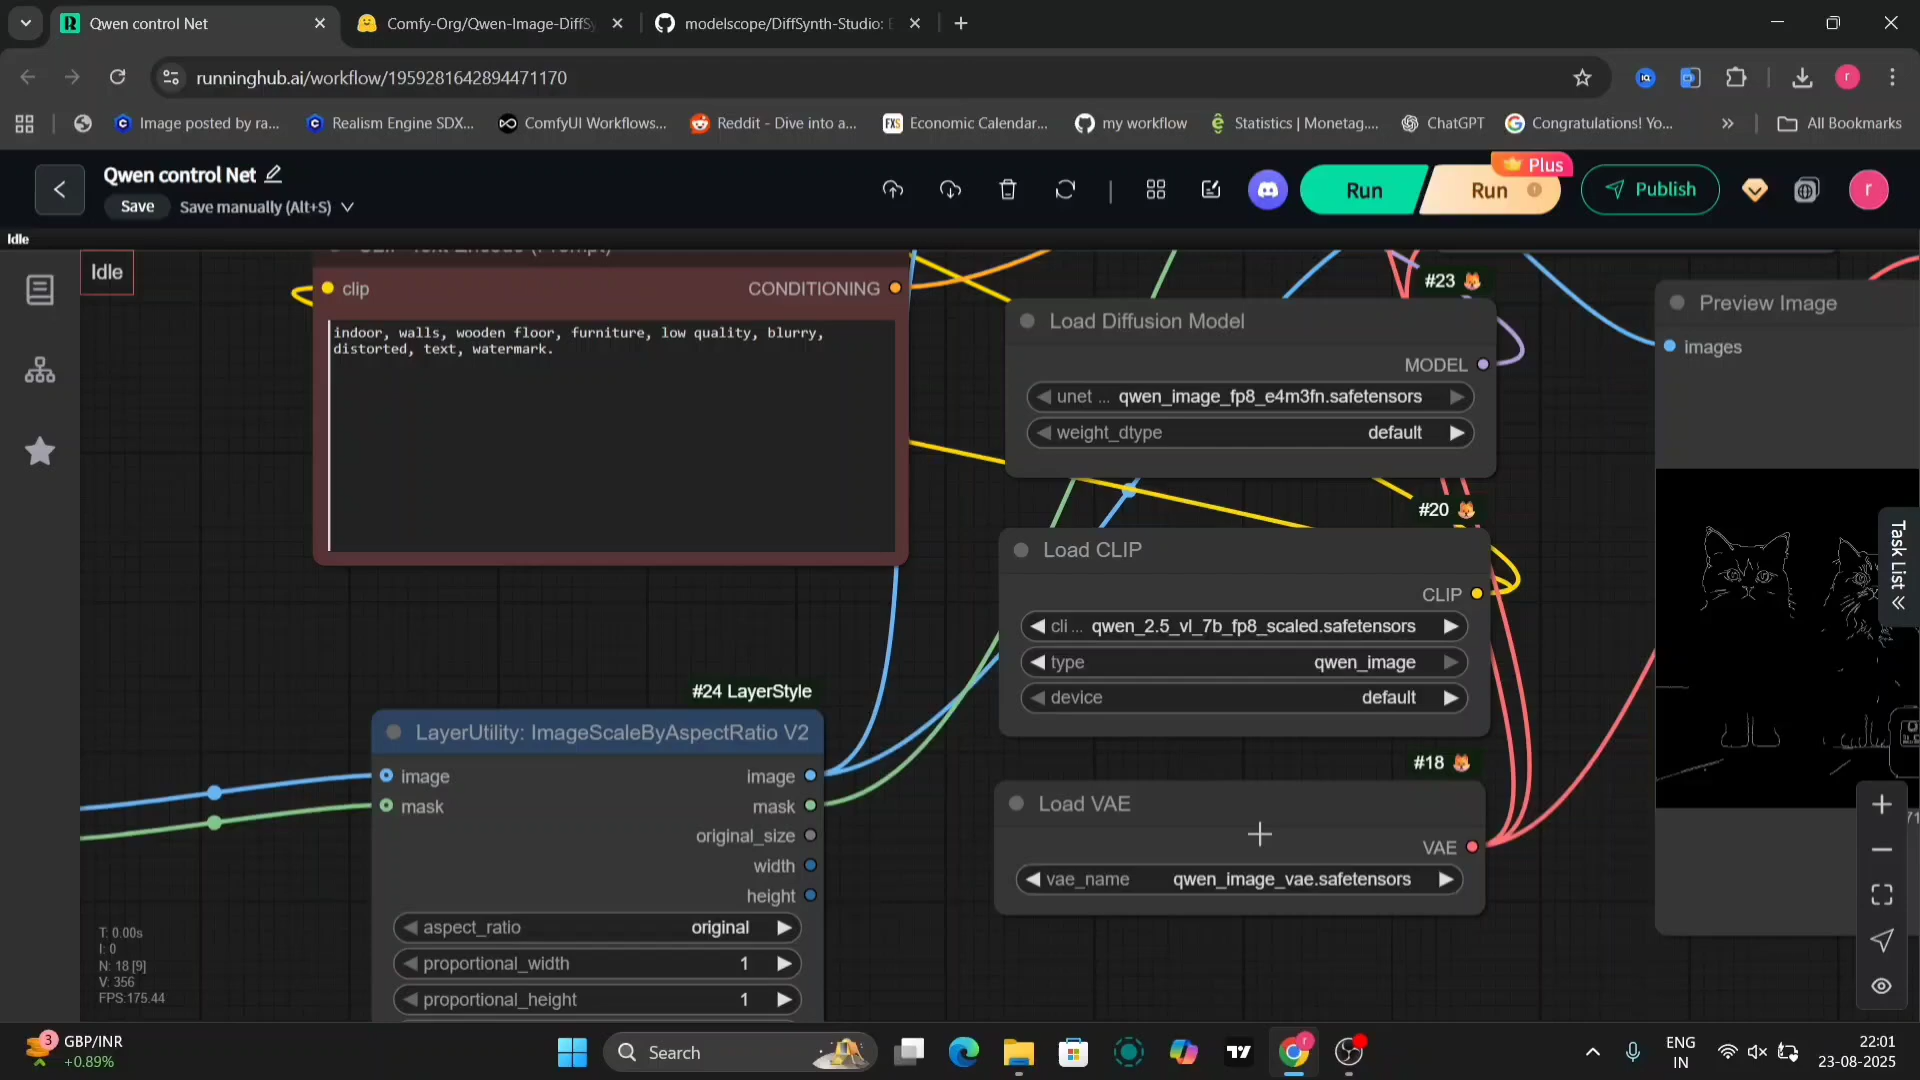 Qwen control Net
Comfy-Org/Qwen-Image-DiffS
modelscope/DiffSynth-Studio:
runninghub.ai/workflow/1959281642894471170
Image posted by ra...
Realism Engine SDX...
ComfyUI Workflows...
Reddit - Dive into a...
FXS
Economic Calendar...
my workflow
Statistics | Monetag,...
ChatGPT
Congratulations! Yo...
All Bookmarks
Qwen control Net
Save
Save manually (Alt+S)
Run
Run
Plus
Publish
r
Idle
Idle
CLIP Text Encode (Prompt)
clip
CONDITIONING
indoor, walls, wooden floor, furniture, low quality, blurry,
distorted, text, watermark.
#23
Load Diffusion Model
MODEL
unet ... qwen_image_fp8_e4m3fn.safetensors
weight_dtype default
#20
Load CLIP
CLIP
cli ... qwen_2.5_vl_7b_fp8_scaled.safetensors
type qwen_image
device default
#18
Load VAE
VAE
vae_name qwen_image_vae.safetensors
Preview Image
images
Task List
#24 LayerStyle
LayerUtility: ImageScaleByAspectRatio V2
image image
mask mask
original_size
width
height
aspect_ratio original
proportional_width 1
proportional_height 1
T: 0.00s
I: 0
N: 18 [9]
V: 356
FPS:175.44
3
GBP/INR
+0.89%
Search
ENG
IN
22:01
23-08-2025